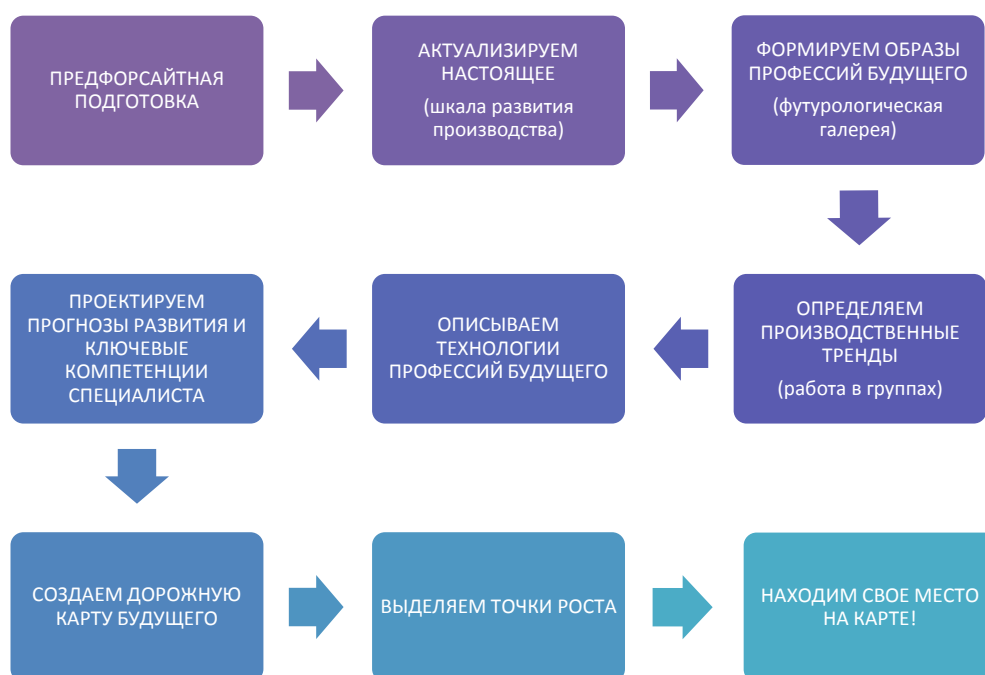 ПРЕДФОРСАЙТНАЯ
ПОДГОТОВКА
АКТУАЛИЗИРУЕМ
НАСТОЯЩЕЕ
(шкала развития
производства)
ФОРМИРУЕМ ОБРАЗЫ
ПРОФЕССИЙ БУДУЩЕГО
(футурологическая
галерея)
ОПРЕДЕЛЯЕМ
ПРОИЗВОДСТВЕННЫЕ
ТРЕНДЫ
(работа в группах)
ОПИСЫВАЕМ
ТЕХНОЛОГИИ
ПРОФЕССИЙ БУДУЩЕГО
ПРОЕКТИРУЕМ
ПРОГНОЗЫ РАЗВИТИЯ И
КЛЮЧЕВЫЕ
КОМПЕТЕНЦИИ
СПЕЦИАЛИСТА
СОЗДАЕМ ДОРОЖНУЮ
КАРТУ БУДУЩЕГО
ВЫДЕЛЯЕМ ТОЧКИ РОСТА
НАХОДИМ СВОЕ МЕСТО
НА КАРТЕ!